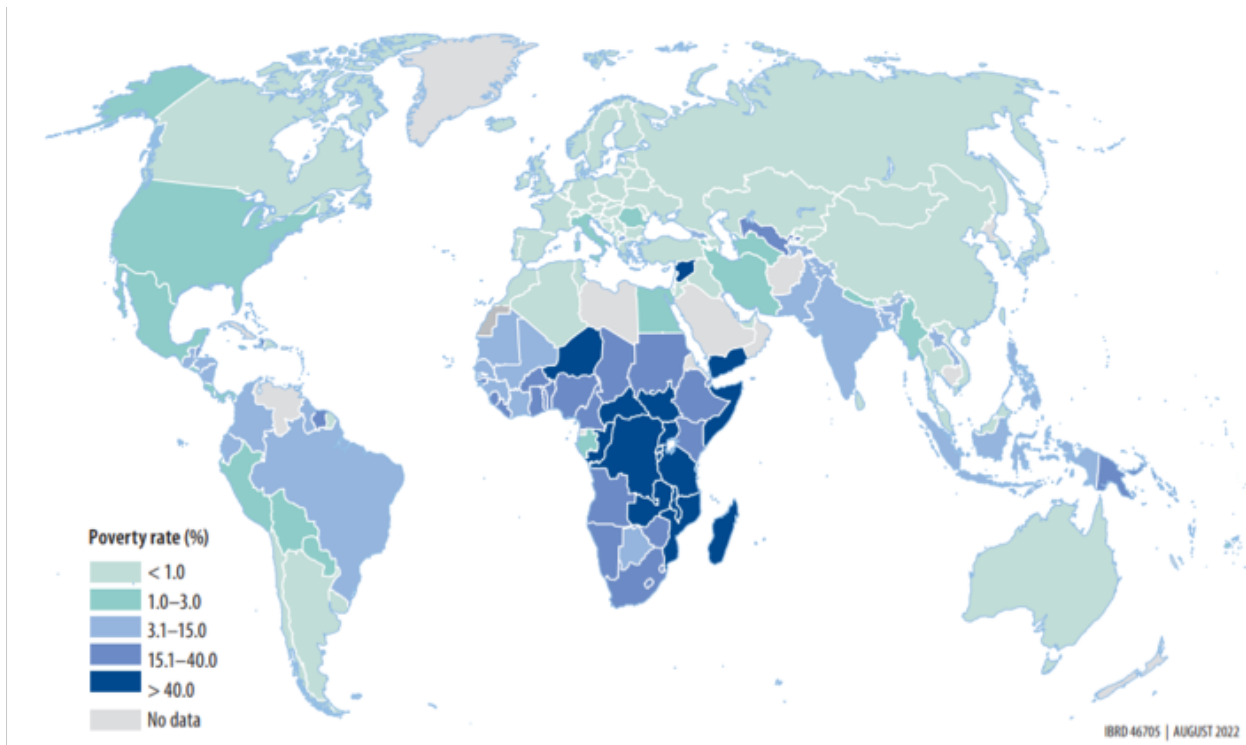 Poverty rate (%)
< 1.0
1.0–3.0
3.1–15.0
15.1–40.0
> 40.0
No data
IBRD 46705 | AUGUST 2022